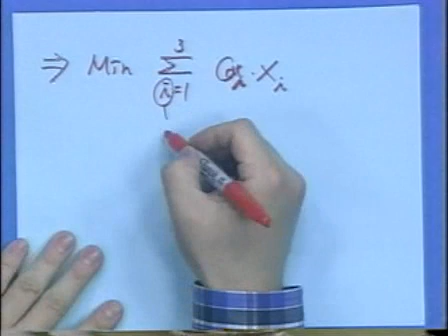 ⇒ Min 3∑i=1 Cᵢ · Xᵢ